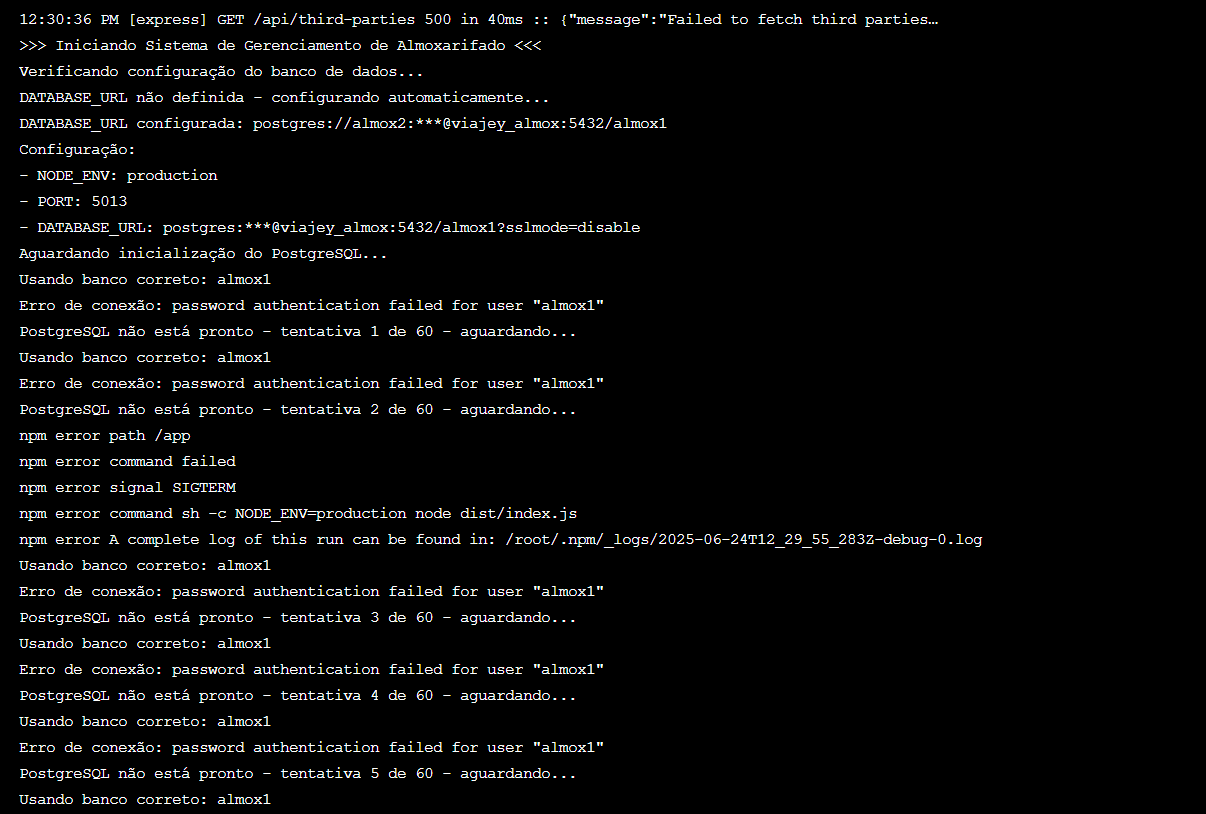 12:30:36 PM [express] GET /api/third-parties 500 in 40ms :: {"message":"Failed to fetch third parties…
>>> Iniciando Sistema de Gerenciamento de Almoxarifado <<<
Verificando configuração do banco de dados...
DATABASE_URL não definida - configurando automaticamente...
DATABASE_URL configurada: postgres://almox2:***@viajey_almox:5432/almox1
Configuração:
- NODE_ENV: production
- PORT: 5013
- DATABASE_URL: postgres:***@viajey_almox:5432/almox1?sslmode=disable
Aguardando inicialização do PostgreSQL...
Usando banco correto: almox1
Erro de conexão: password authentication failed for user "almox1"
PostgreSQL não está pronto - tentativa 1 de 60 - aguardando...
Usando banco correto: almox1
Erro de conexão: password authentication failed for user "almox1"
PostgreSQL não está pronto - tentativa 2 de 60 - aguardando...
npm error path /app
npm error command failed
npm error signal SIGTERM
npm error command sh -c NODE_ENV=production node dist/index.js
npm error A complete log of this run can be found in: /root/.npm/_logs/2025-06-24T12_29_55_283Z-debug-0.log
Usando banco correto: almox1
Erro de conexão: password authentication failed for user "almox1"
PostgreSQL não está pronto - tentativa 3 de 60 - aguardando...
Usando banco correto: almox1
Erro de conexão: password authentication failed for user "almox1"
PostgreSQL não está pronto - tentativa 4 de 60 - aguardando...
Usando banco correto: almox1
Erro de conexão: password authentication failed for user "almox1"
PostgreSQL não está pronto - tentativa 5 de 60 - aguardando...
Usando banco correto: almox1